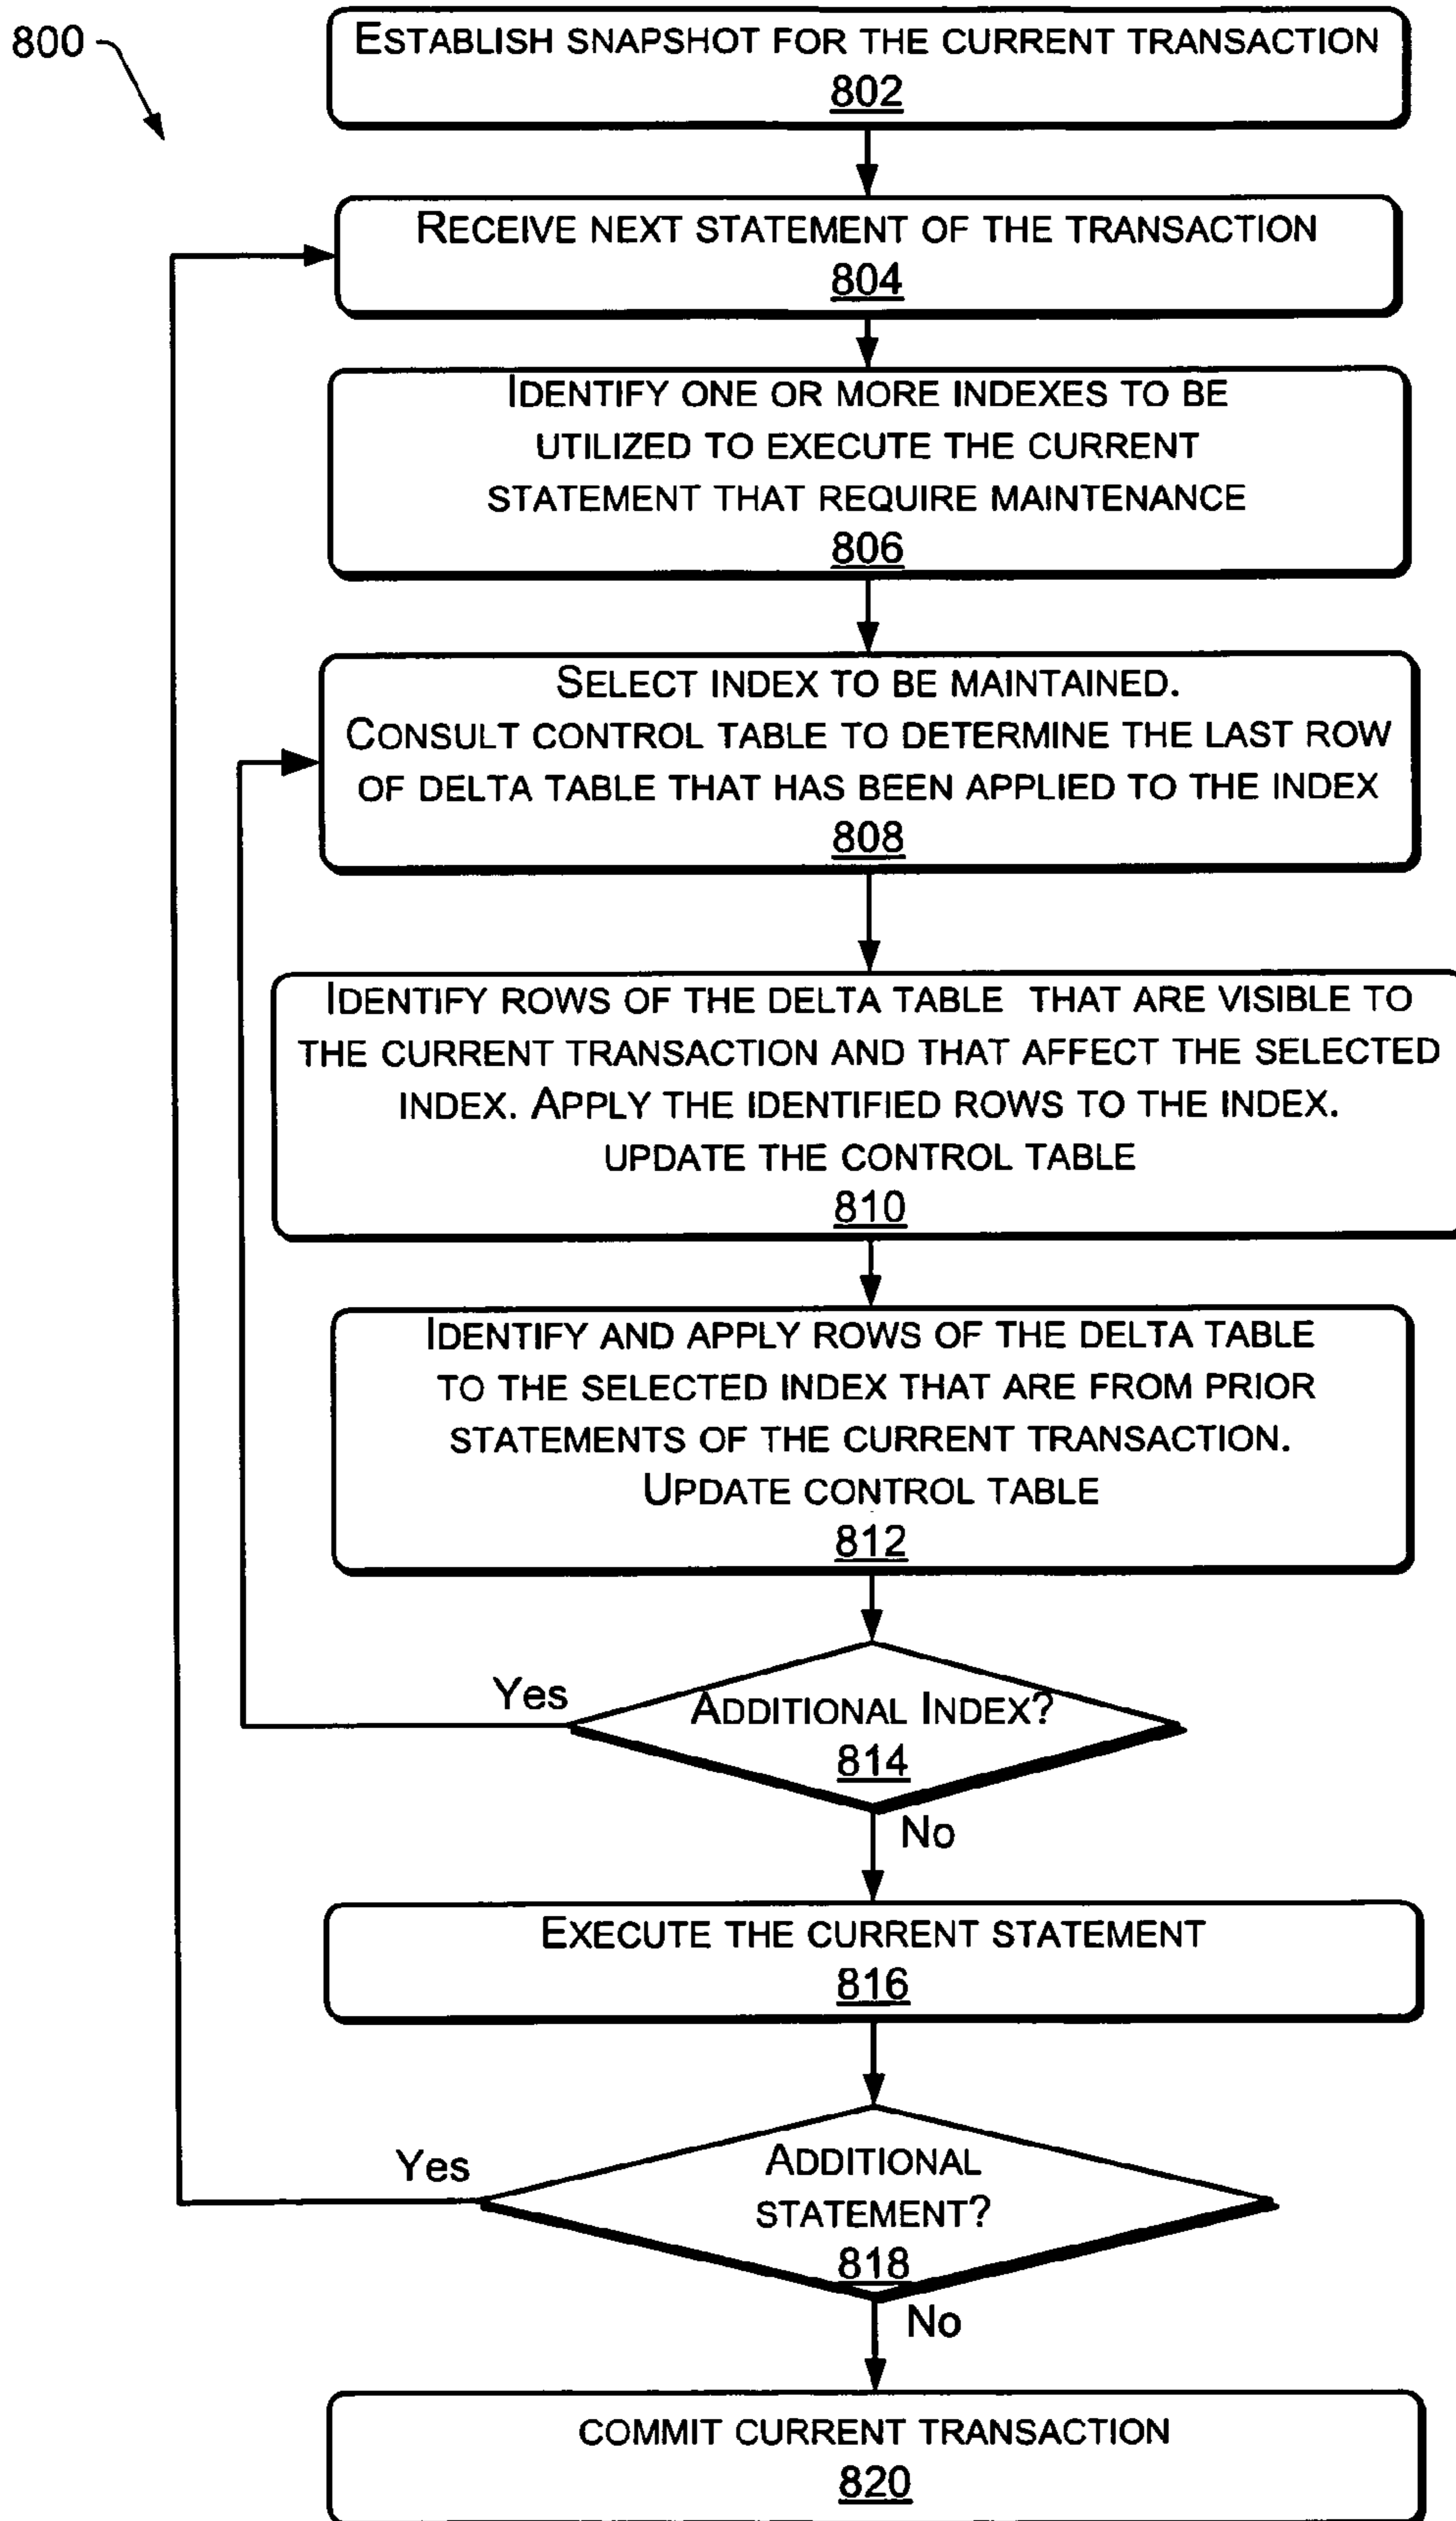 800
ESTABLISH SNAPSHOT FOR THE CURRENT TRANSACTION
802
RECEIVE NEXT STATEMENT OF THE TRANSACTION
804
IDENTIFY ONE OR MORE INDEXES TO BE
UTILIZED TO EXECUTE THE CURRENT
STATEMENT THAT REQUIRE MAINTENANCE
806
SELECT INDEX TO BE MAINTAINED.
CONSULT CONTROL TABLE TO DETERMINE THE LAST ROW
OF DELTA TABLE THAT HAS BEEN APPLIED TO THE INDEX
808
IDENTIFY ROWS OF THE DELTA TABLE THAT ARE VISIBLE TO
THE CURRENT TRANSACTION AND THAT AFFECT THE SELECTED
INDEX. APPLY THE IDENTIFIED ROWS TO THE INDEX.
UPDATE THE CONTROL TABLE
810
IDENTIFY AND APPLY ROWS OF THE DELTA TABLE
TO THE SELECTED INDEX THAT ARE FROM PRIOR
STATEMENTS OF THE CURRENT TRANSACTION.
UPDATE CONTROL TABLE
812
Yes
ADDITIONAL INDEX?
814
No
EXECUTE THE CURRENT STATEMENT
816
Yes
ADDITIONAL
STATEMENT?
818
No
COMMIT CURRENT TRANSACTION
820